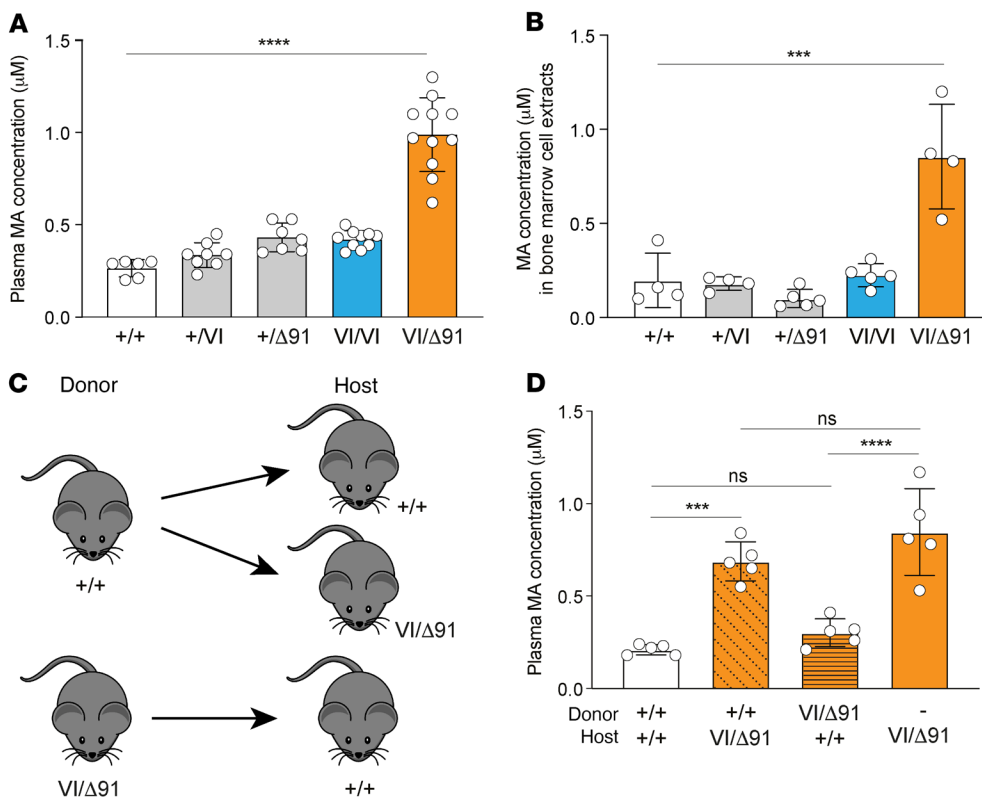 A
Plasma MA concentration (µM)
1.5
1.0
0.5
0.0
****
+/+ +/VI +/Δ91 VI/VI VI/Δ91
B
MA concentration (µM)
in bone marrow cell extracts
1.5
1.0
0.5
0.0
***
+/+ +/VI +/Δ91 VI/VI VI/Δ91
C
Donor Host
+/+
+/+
VI/Δ91
VI/Δ91
+/+
D
Plasma MA concentration (µM)
1.5
1.0
0.5
0.0
ns
****
ns
***
Donor +/+ +/+ VI/Δ91 -
Host +/+ VI/Δ91 +/+ VI/Δ91